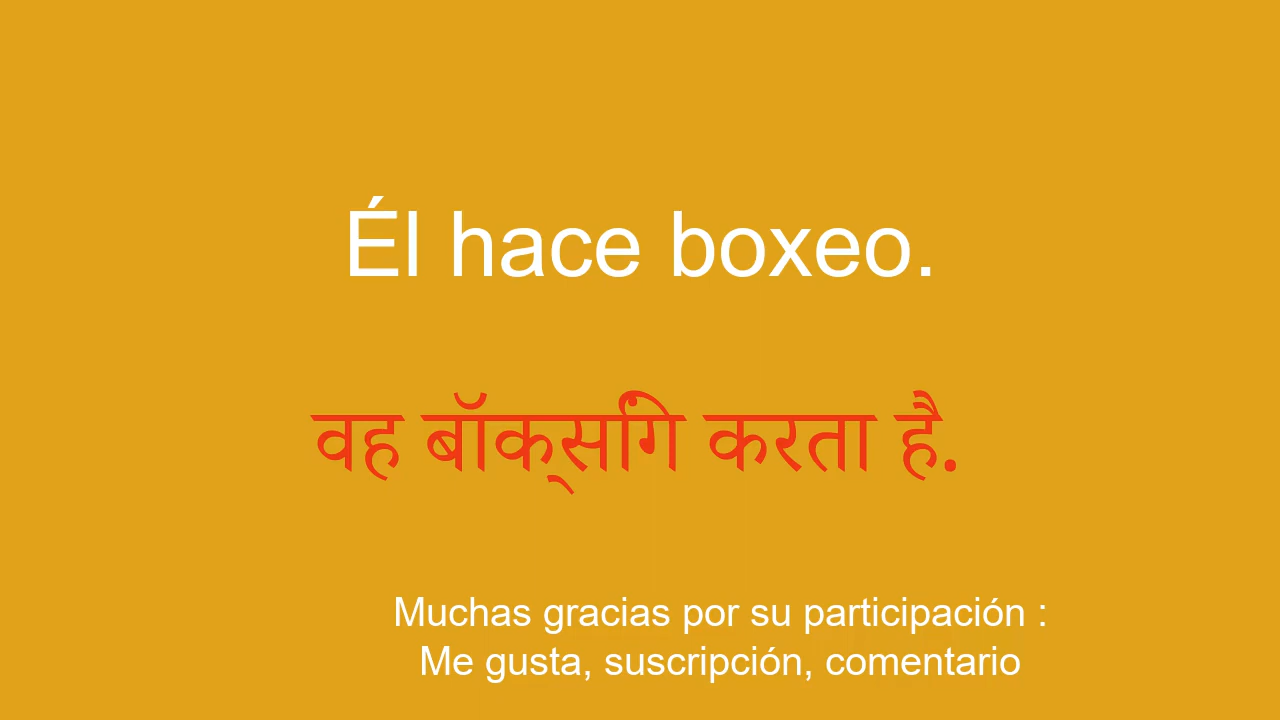 Él hace boxeo.
वह बॉक्सिंग करता है.
Muchas gracias por su participación :
Me gusta, suscripción, comentario